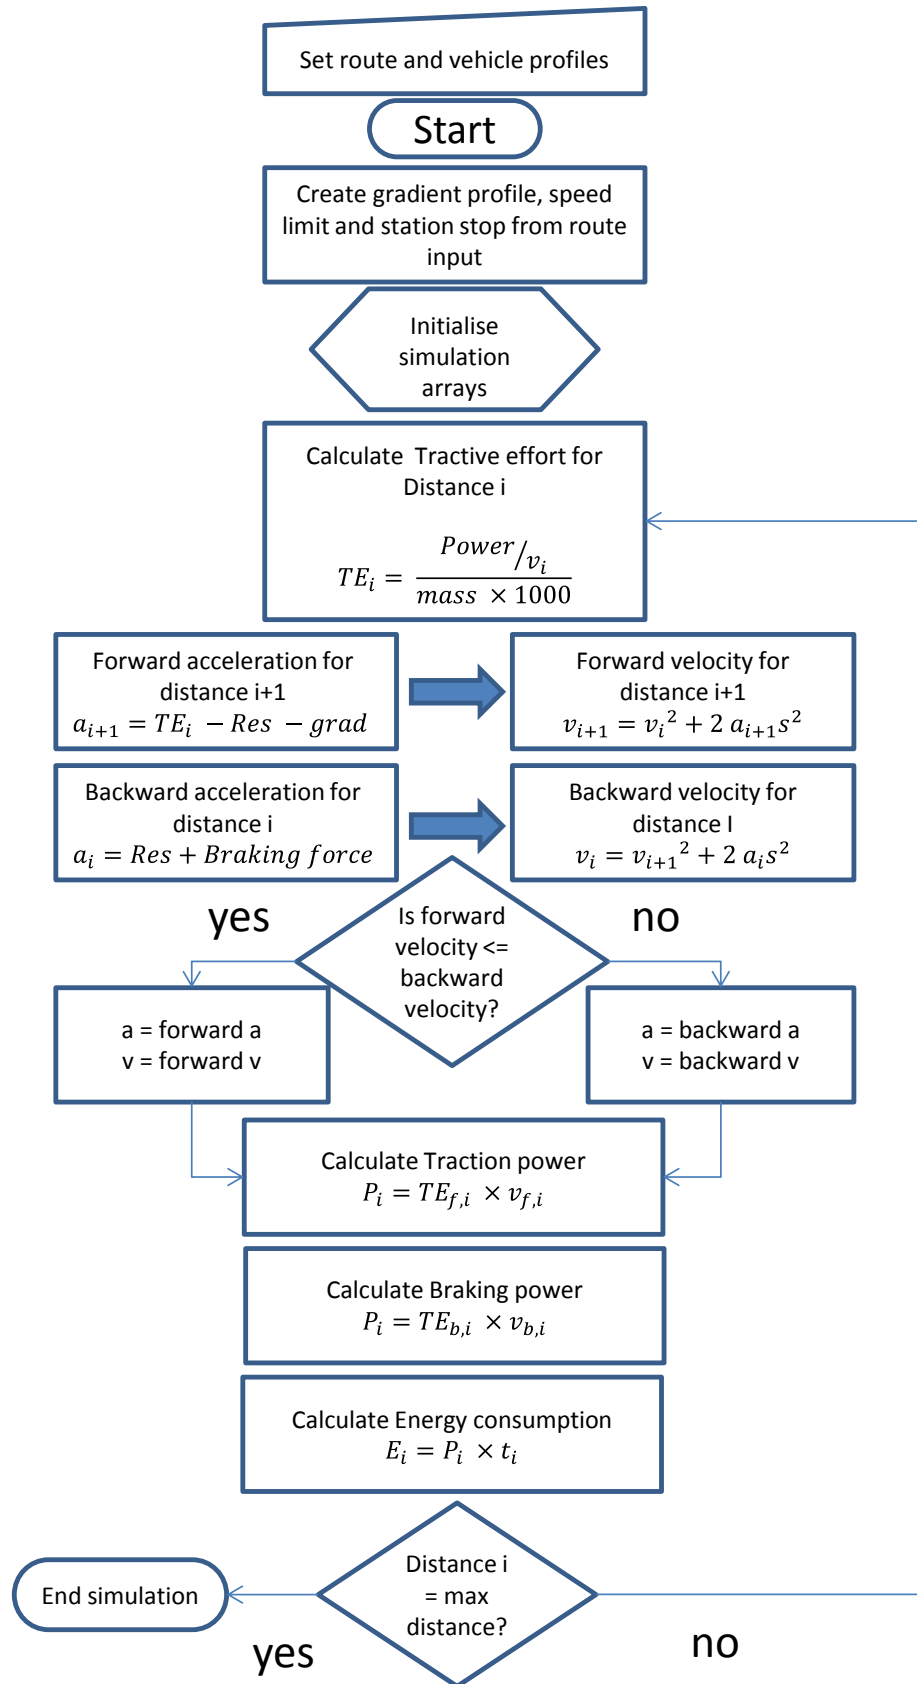 Set route and vehicle profiles
Start
Create gradient profile, speed
limit and station stop from route
input
Initialise
simulation
arrays
Calculate Tractive effort for
Distance i
TE_i = (Power/v_i) / (mass × 1000)
Forward acceleration for
distance i+1
a_{i+1} = TE_i − Res − grad
Forward velocity for
distance i+1
v_{i+1} = v_i² + 2 a_{i+1}s²
Backward acceleration for
distance i
a_i = Res + Braking force
Backward velocity for
distance I
v_i = v_{i+1}² + 2 a_i s²
yes
Is forward
velocity <=
backward
velocity?
no
a = forward a
v = forward v
a = backward a
v = backward v
Calculate Traction power
P_i = TE_{f,i} × v_{f,i}
Calculate Braking power
P_i = TE_{b,i} × v_{b,i}
Calculate Energy consumption
E_i = P_i × t_i
Distance i
= max
distance?
End simulation
yes
no